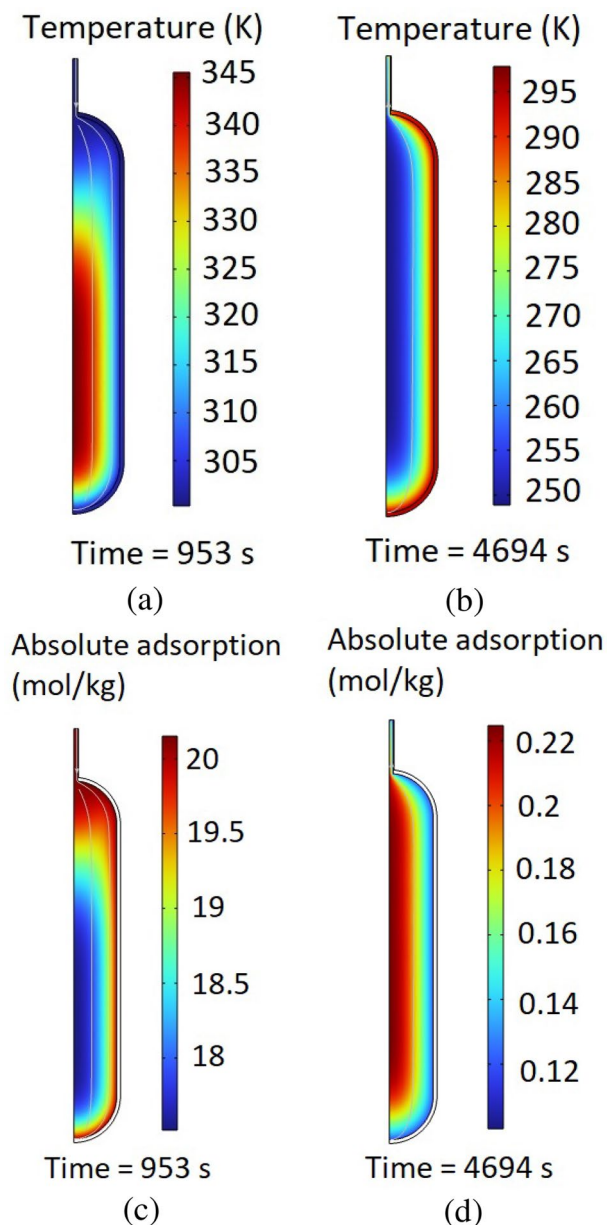 Temperature (K)
345
340
335
330
325
320
315
310
305
Time = 953 s
(a)
Temperature (K)
295
290
285
280
275
270
265
260
255
250
Time = 4694 s
(b)
Absolute adsorption
(mol/kg)
20
19.5
19
18.5
18
Time = 953 s
(c)
Absolute adsorption
(mol/kg)
0.22
0.2
0.18
0.16
0.14
0.12
Time = 4694 s
(d)